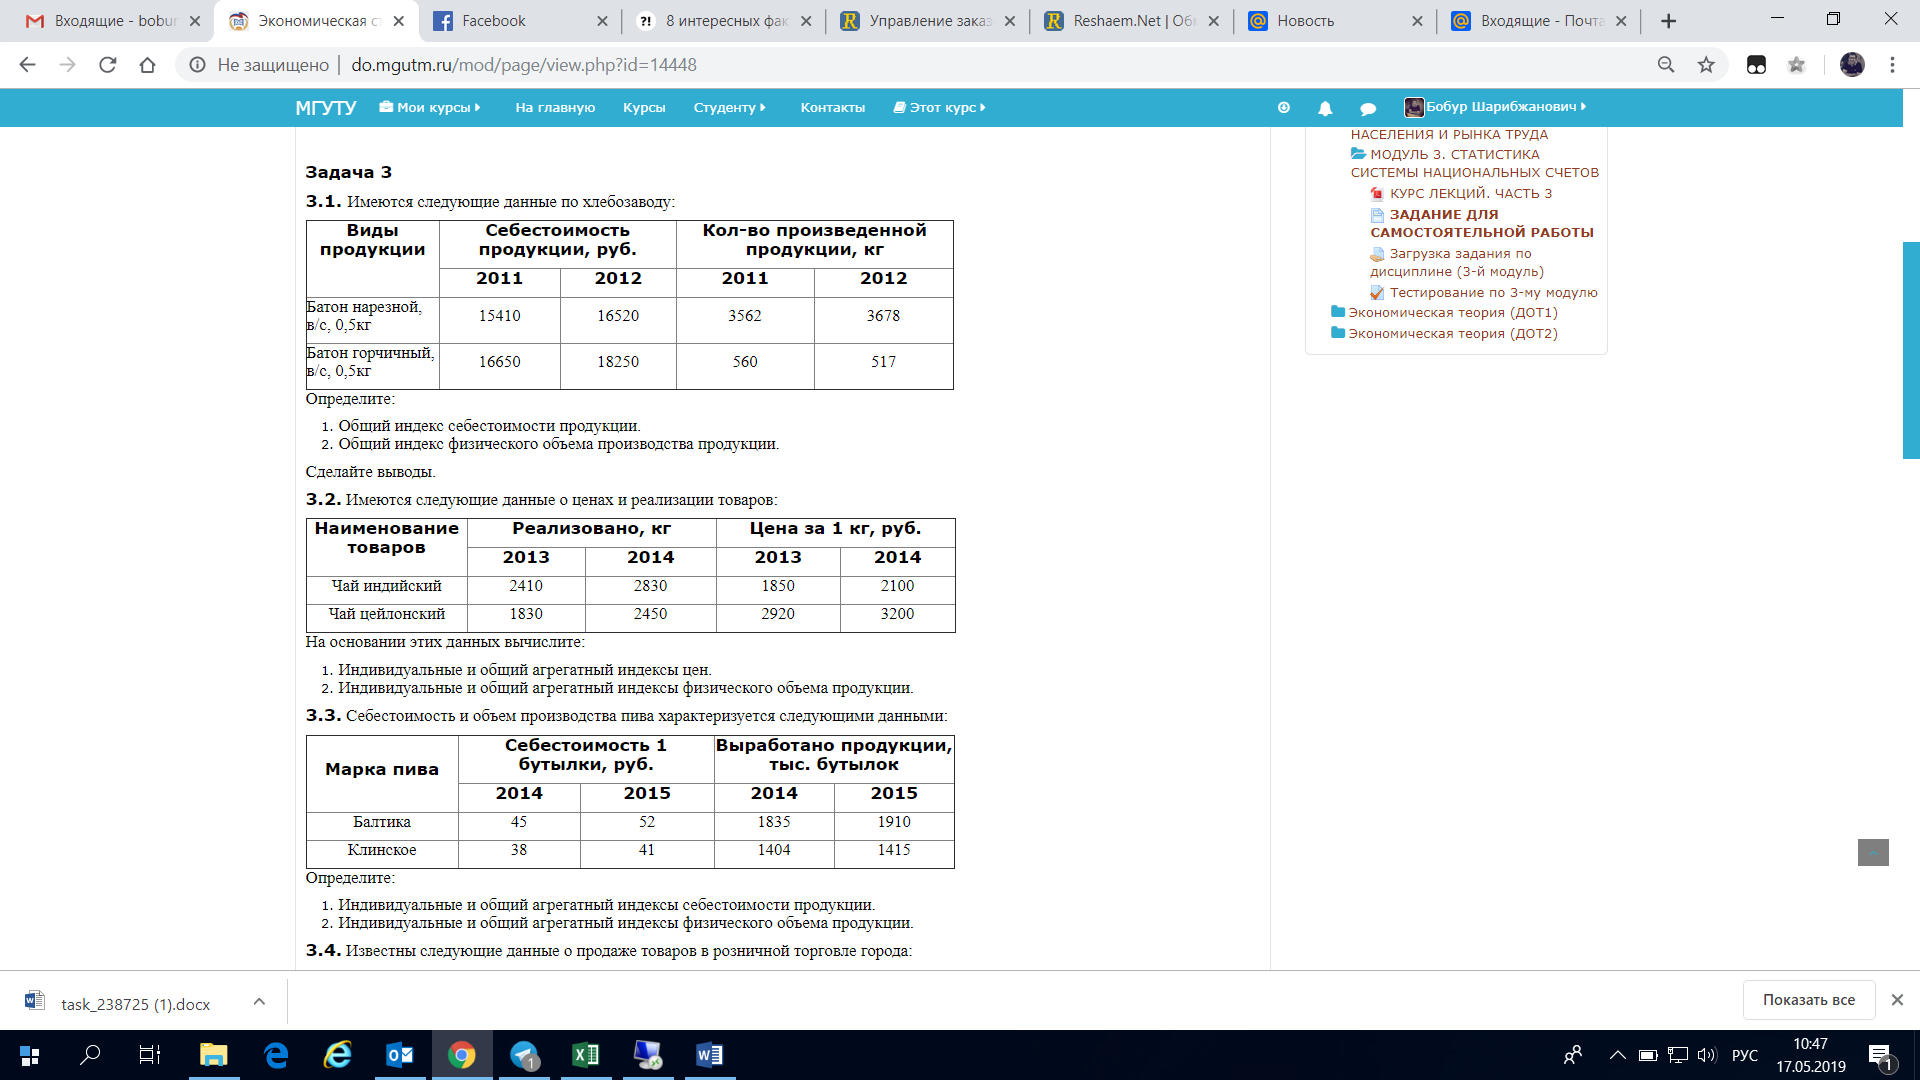 Входящие - bobur
Экономическая ст
Facebook
8 интересных фак
Управление заказ
Reshaem.Net | Об
Новость
Входящие - Почта
Не защищено | do.mgutm.ru/mod/page/view.php?id=14448
МГУТУ Мои курсы На главную Курсы Студенту Контакты Этот курс Бобур Шарибжанович
НАСЕЛЕНИЯ И РЫНКА ТРУДА
МОДУЛЬ 3. СТАТИСТИКА
СИСТЕМЫ НАЦИОНАЛЬНЫХ СЧЕТОВ
КУРС ЛЕКЦИЙ. ЧАСТЬ 3
ЗАДАНИЕ ДЛЯ
САМОСТОЯТЕЛЬНОЙ РАБОТЫ
Загрузка задания по
дисциплине (3-й модуль)
Тестирование по 3-му модулю
Экономическая теория (ДОТ1)
Экономическая теория (ДОТ2)
Задача 3
3.1. Имеются следующие данные по хлебозаводу:
Виды продукции
Себестоимость продукции, руб.
Кол-во произведенной продукции, кг
2011 2012 2011 2012
Батон нарезной, в/с, 0,5кг 15410 16520 3562 3678
Батон горчичный, в/с, 0,5кг 16650 18250 560 517
Определите:
1. Общий индекс себестоимости продукции.
2. Общий индекс физического объема производства продукции.
Сделайте выводы.
3.2. Имеются следующие данные о ценах и реализации товаров:
Наименование товаров
Реализовано, кг
Цена за 1 кг, руб.
2013 2014 2013 2014
Чай индийский 2410 2830 1850 2100
Чай цейлонский 1830 2450 2920 3200
На основании этих данных вычислите:
1. Индивидуальные и общий агрегатный индексы цен.
2. Индивидуальные и общий агрегатный индексы физического объема продукции.
3.3. Себестоимость и объем производства пива характеризуется следующими данными:
Марка пива
Себестоимость 1 бутылки, руб.
Выработано продукции, тыс. бутылок
2014 2015 2014 2015
Балтика 45 52 1835 1910
Клинское 38 41 1404 1415
Определите:
1. Индивидуальные и общий агрегатный индексы себестоимости продукции.
2. Индивидуальные и общий агрегатный индексы физического объема продукции.
3.4. Известны следующие данные о продаже товаров в розничной торговле города:
task_238725 (1).docx
Показать все
1
РУС
10:47
17.05.2019
1